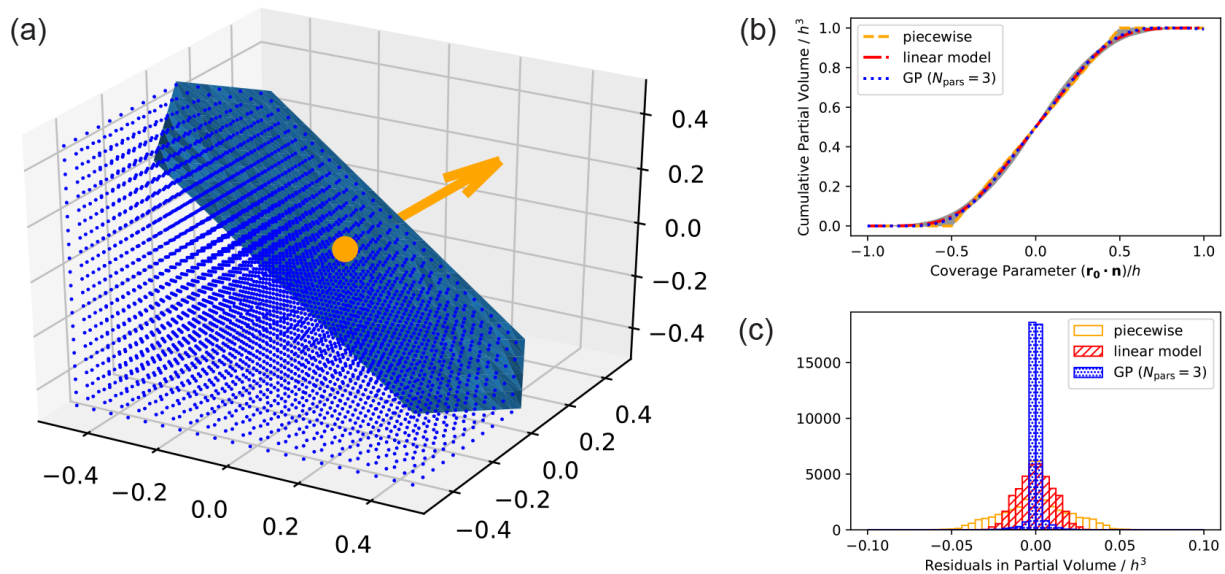 (a)
0.4
0.2
0.0
−0.2
−0.4
−0.4
−0.2
0.0
0.2
0.4
−0.4
−0.2
0.0
0.2
0.4
(b)
1.0
0.8
0.6
0.4
0.2
0.0
Cumulative Partial Volume / h³
piecewise
linear model
GP (N_pars = 3)
−1.0 −0.5 0.0 0.5 1.0
Coverage Parameter (r₀ · n)/h
(c)
15000
10000
5000
0
piecewise
linear model
GP (N_pars = 3)
−0.10 −0.05 0.00 0.05 0.10
Residuals in Partial Volume / h³